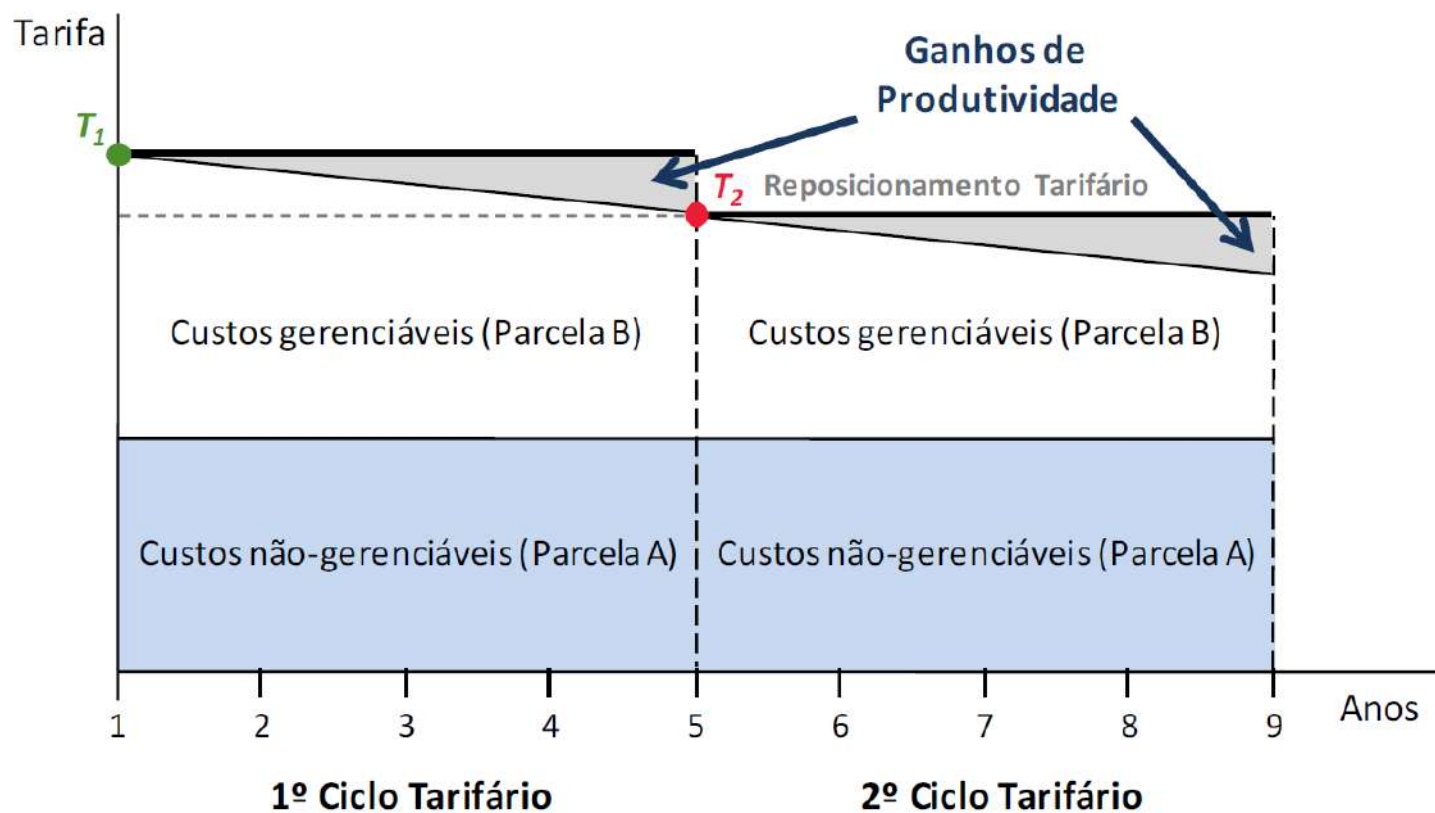 Tarifa
Ganhos de
Produtividade
T1
T2 Reposicionamento Tarifário
Custos gerenciáveis (Parcela B)
Custos gerenciáveis (Parcela B)
Custos não-gerenciáveis (Parcela A)
Custos não-gerenciáveis (Parcela A)
1 2 3 4 5 6 7 8 9 Anos
1º Ciclo Tarifário
2º Ciclo Tarifário